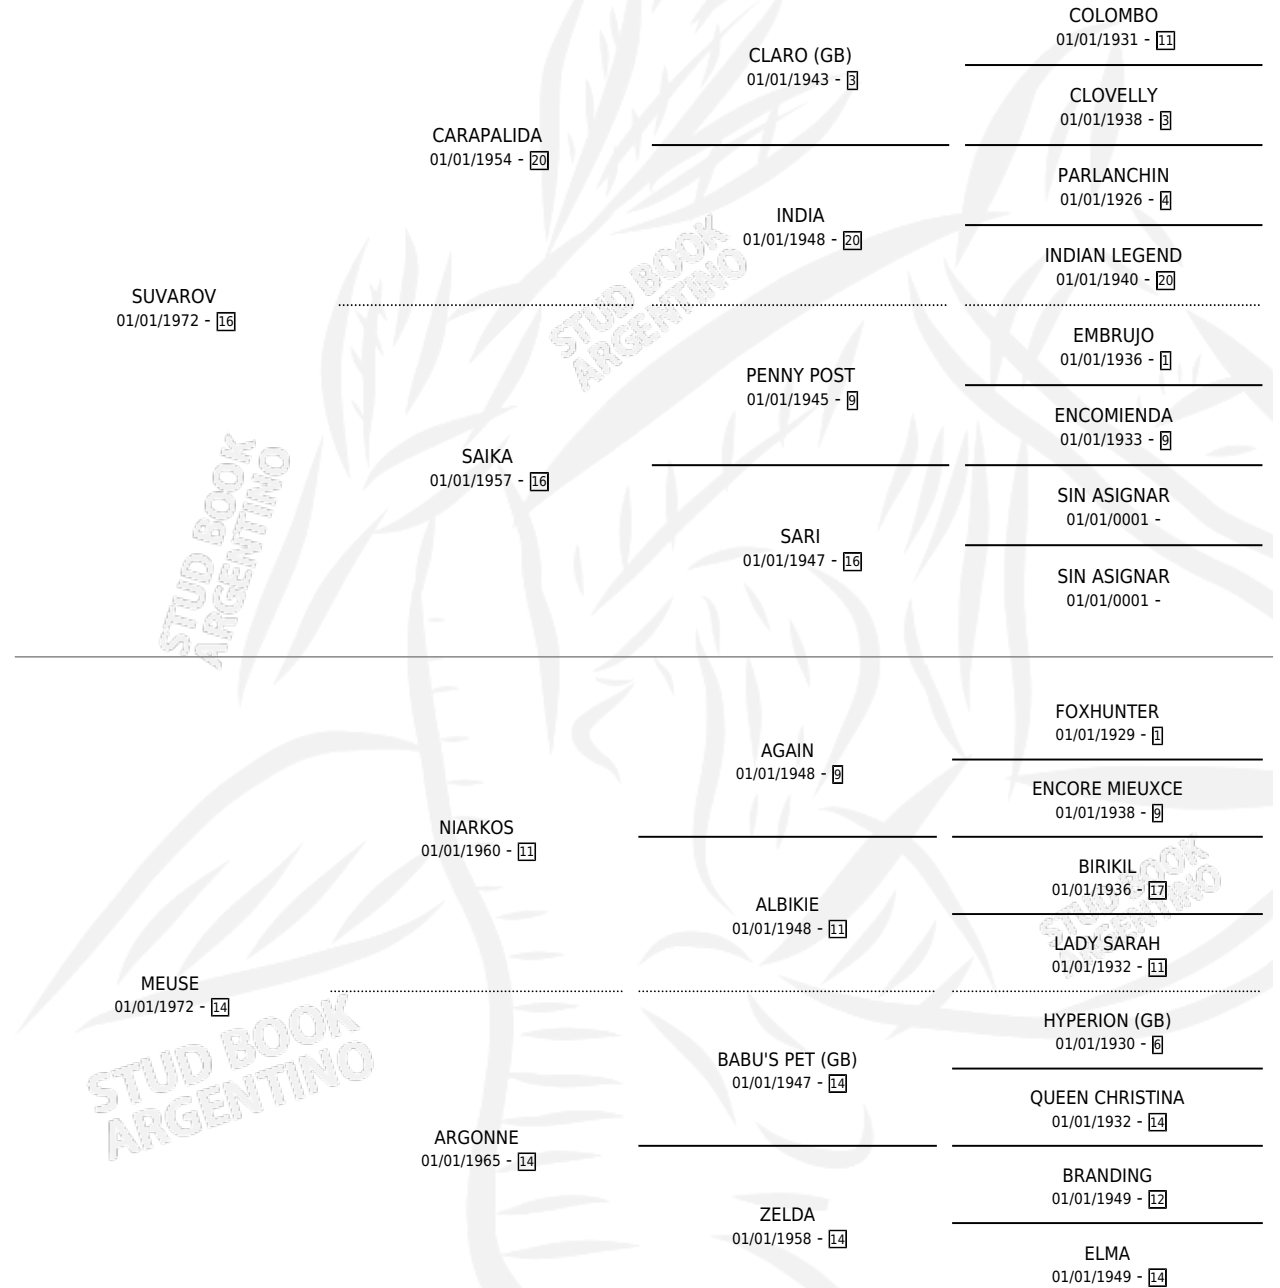 COLOMBO
01/01/1931 - 11
CLARO (GB)
01/01/1943 - 3
CLOVELLY
01/01/1938 - 3
CARAPALIDA
01/01/1954 - 20
PARLANCHIN
01/01/1926 - 4
INDIA
01/01/1948 - 20
INDIAN LEGEND
01/01/1940 - 20
SUVAROV
01/01/1972 - 16
EMBRUJO
01/01/1936 - 1
PENNY POST
01/01/1945 - 9
ENCOMIENDA
01/01/1933 - 9
SAIKA
01/01/1957 - 16
SIN ASIGNAR
01/01/0001 -
SARI
01/01/1947 - 16
SIN ASIGNAR
01/01/0001 -
STUD BOOK
ARGENTINO
STUD BOOK
ARGENTINO
FOXHUNTER
01/01/1929 - 1
AGAIN
01/01/1948 - 9
ENCORE MIEUXCE
01/01/1938 - 9
NIARKOS
01/01/1960 - 11
BIRIKIL
01/01/1936 - 17
ALBIKIE
01/01/1948 - 11
LADY SARAH
01/01/1932 - 11
MEUSE
01/01/1972 - 14
HYPERION (GB)
01/01/1930 - 6
BABU'S PET (GB)
01/01/1947 - 14
QUEEN CHRISTINA
01/01/1932 - 14
ARGONNE
01/01/1965 - 14
BRANDING
01/01/1949 - 12
ZELDA
01/01/1958 - 14
ELMA
01/01/1949 - 14
STUD BOOK
ARGENTINO
STUD BOOK
ARGENTINO